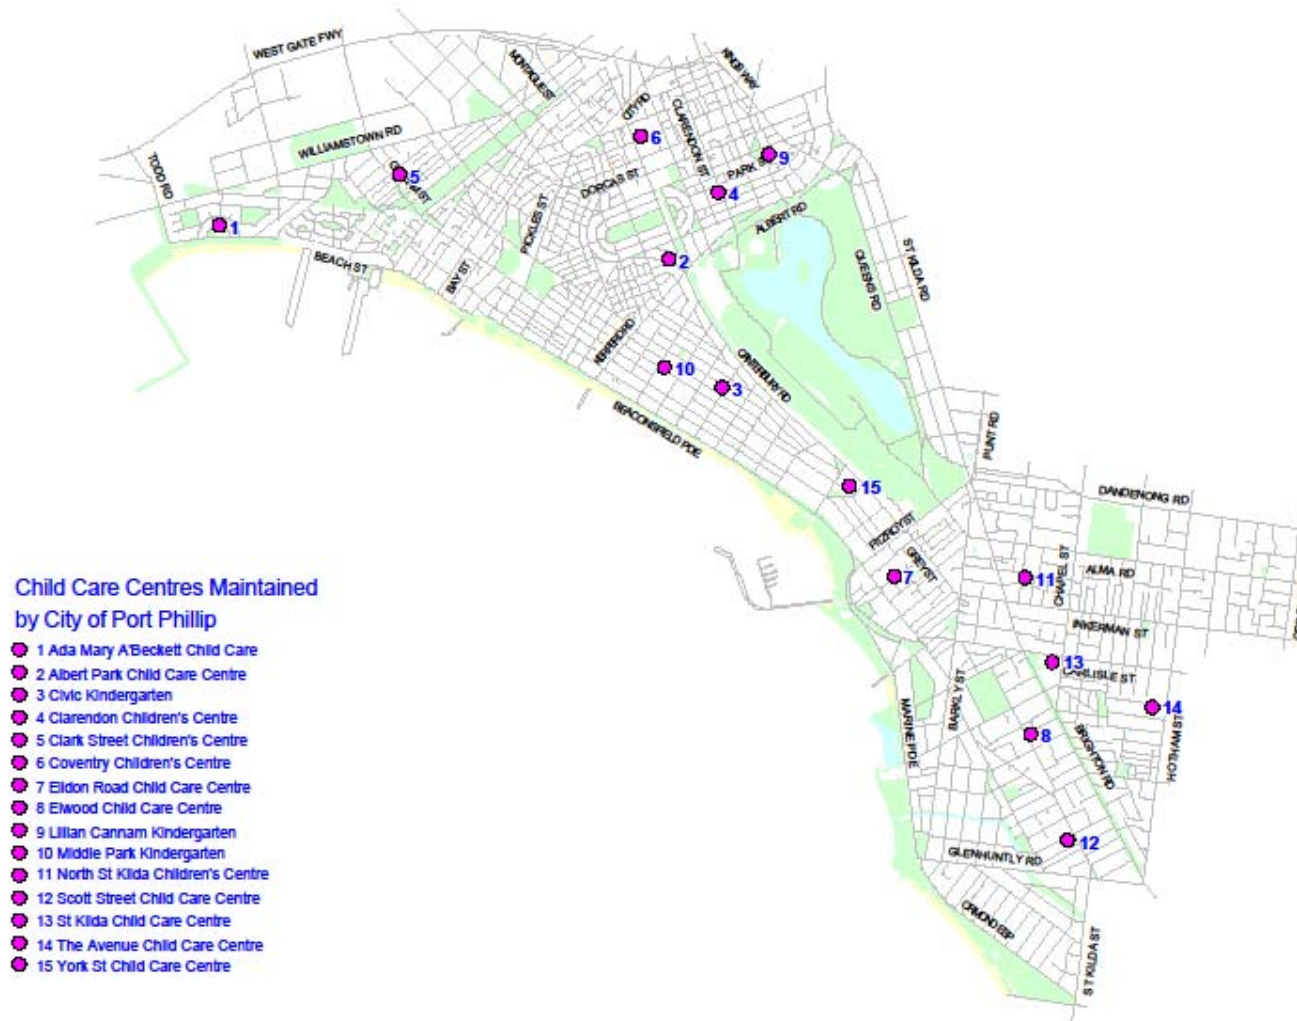 WEST GATE FWY
MONTAGUE ST
KINGS WAY
CITY RD
CLARENDON ST
WILLIAMSTOWN RD
TODD RD
6
9
PARK
5
DORCAS ST
4
PICKLES ST
ALBERT RD
1
BEACH ST
BAY ST
2
QUEENS RD
ST KILDA RD
KERFERD RD
10
3
CANTERBURY RD
BEACONSFIELD PDE
PUNT RD
15
DANDENONG RD
FITZROY ST
GREY ST
7
11
CHAPEL ST
ALMA RD
INKERMAN ST
13
CARLISLE ST
14
MARINE PDE
BARKLY ST
8
BRIGHTON RD
HOTHAM ST
12
GLENHUNTLY RD
ORMOND ESP
ST KILDA ST
Child Care Centres Maintained
by City of Port Phillip
1 Ada Mary A'Beckett Child Care
2 Albert Park Child Care Centre
3 Civic Kindergarten
4 Clarendon Children's Centre
5 Clark Street Children's Centre
6 Coventry Children's Centre
7 Eildon Road Child Care Centre
8 Elwood Child Care Centre
9 Lillian Cannam Kindergarten
10 Middle Park Kindergarten
11 North St Kilda Children's Centre
12 Scott Street Child Care Centre
13 St Kilda Child Care Centre
14 The Avenue Child Care Centre
15 York St Child Care Centre